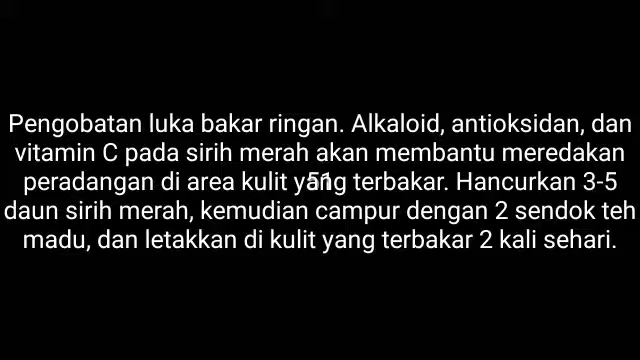 Pengobatan luka bakar ringan. Alkaloid, antioksidan, dan
vitamin C pada sirih merah akan membantu meredakan
peradangan di area kulit yang terbakar. Hancurkan 3-5
daun sirih merah, kemudian campur dengan 2 sendok teh
madu, dan letakkan di kulit yang terbakar 2 kali sehari.
51